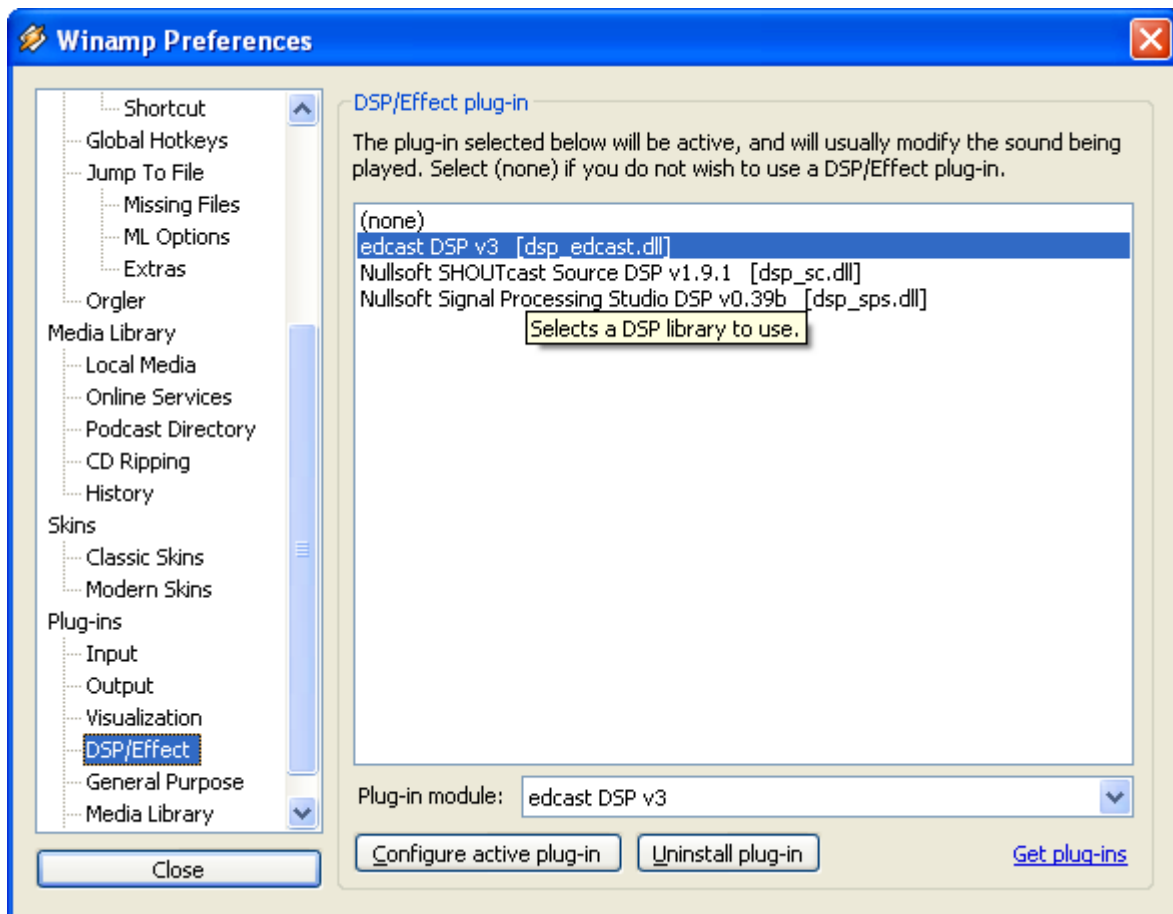 Winamp Preferences
Shortcut
Global Hotkeys
Jump To File
Missing Files
ML Options
Extras
Orgler
Media Library
Local Media
Online Services
Podcast Directory
CD Ripping
History
Skins
Classic Skins
Modern Skins
Plug-ins
Input
Output
Visualization
DSP/Effect
General Purpose
Media Library
Close
DSP/Effect plug-in
The plug-in selected below will be active, and will usually modify the sound being
played. Select (none) if you do not wish to use a DSP/Effect plug-in.
(none)
edcast DSP v3 [dsp_edcast.dll]
Nullsoft SHOUTcast Source DSP v1.9.1 [dsp_sc.dll]
Nullsoft Signal Processing Studio DSP v0.39b [dsp_sps.dll]
Selects a DSP library to use.
Plug-in module: edcast DSP v3
Configure active plug-in Uninstall plug-in Get plug-ins